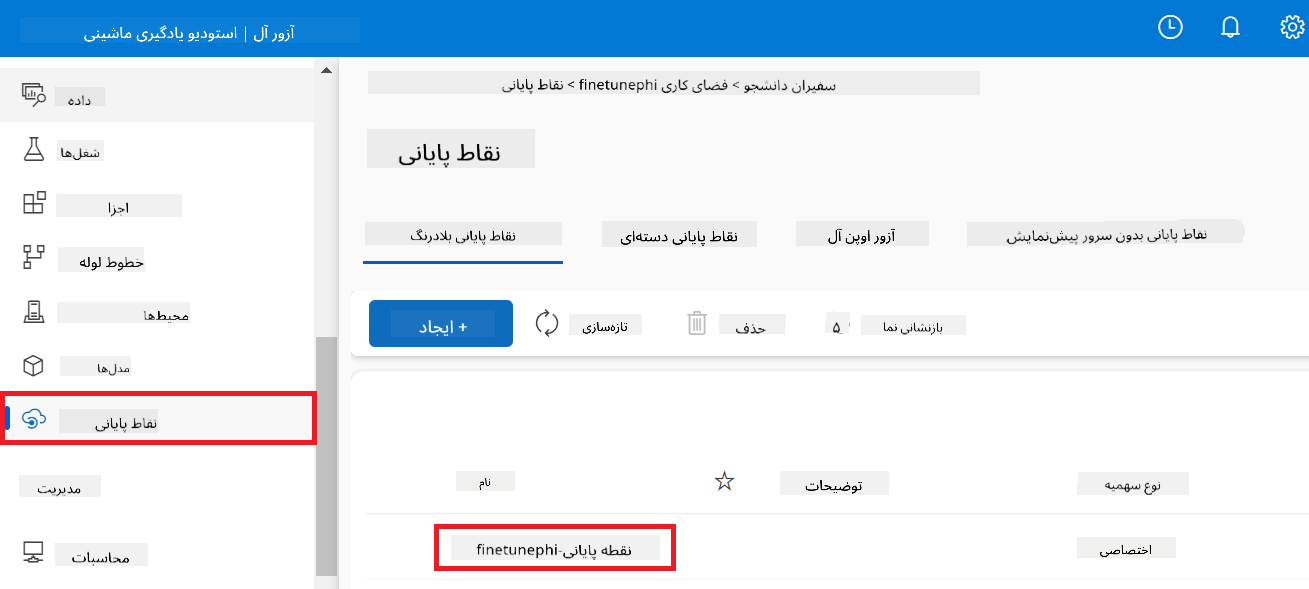 آزور آل | استودیو یادگیری ماشینی
داده
شغل‌ها
اجزا
خطوط لوله
محیط‌ها
مدل‌ها
نقاط پایانی
مدیریت
محاسبات
سفیران دانشجو > فضای کاری finetunephi > نقاط پایانی
نقاط پایانی
نقاط پایانی بلادرنگ
نقاط پایانی دسته‌ای
آزور اوپن آل
نقاط پایانی بدون سرور پیش‌نمایش
+ ایجاد
تازه‌سازی
حذف
۵
بازنشانی نما
نام
توضیحات
نوع سهمیه
نقطه پایانی-finetunephi
اختصاصی